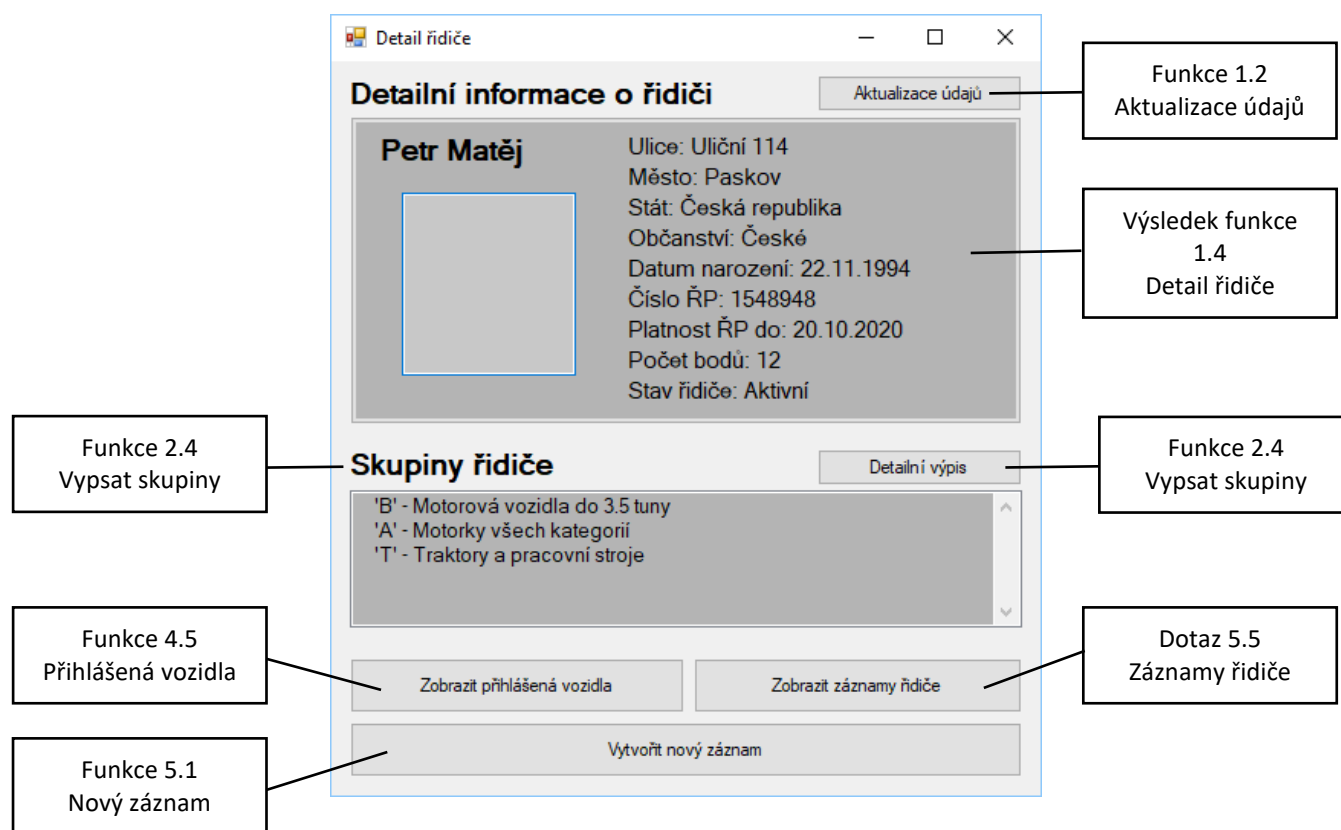 Detail řidiče
Detailní informace o řidiči
Aktualizace údajů
Funkce 1.2
Aktualizace údajů
Petr Matěj
Ulice: Uliční 114
Město: Paskov
Stát: Česká republika
Občanství: České
Datum narození: 22.11.1994
Číslo ŘP: 1548948
Platnost ŘP do: 20.10.2020
Počet bodů: 12
Stav řidiče: Aktivní
Výsledek funkce
1.4
Detail řidiče
Funkce 2.4
Vypsat skupiny
Skupiny řidiče
Detailní výpis
Funkce 2.4
Vypsat skupiny
'B' - Motorová vozidla do 3.5 tuny
'A' - Motorky všech kategorií
'T' - Traktory a pracovní stroje
Funkce 4.5
Přihlášená vozidla
Zobrazit přihlášená vozidla
Zobrazit záznamy řidiče
Dotaz 5.5
Záznamy řidiče
Funkce 5.1
Nový záznam
Vytvořit nový záznam